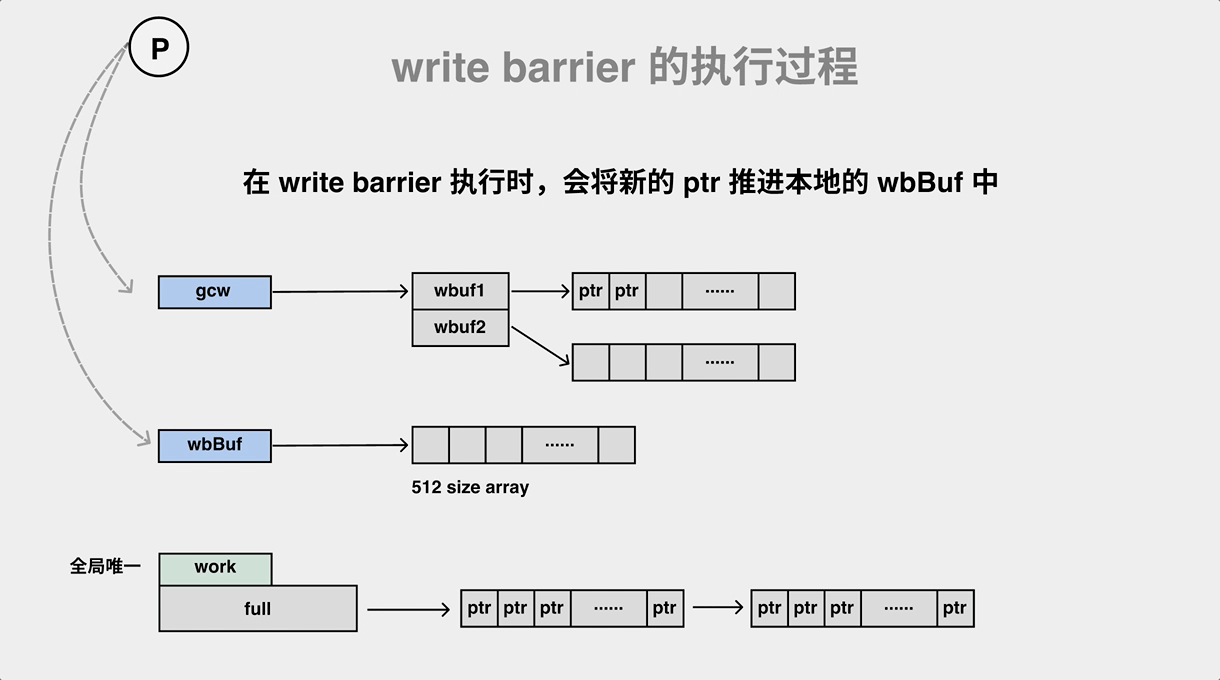 P
write barrier 的执行过程
在 write barrier 执行时，会将新的 ptr 推进本地的 wbBuf 中
gcw
wbuf1
ptr ptr ······
wbuf2
······
wbBuf
······
512 size array
全局唯一
work
full
ptr ptr ptr ······ ptr
ptr ptr ptr ······ ptr